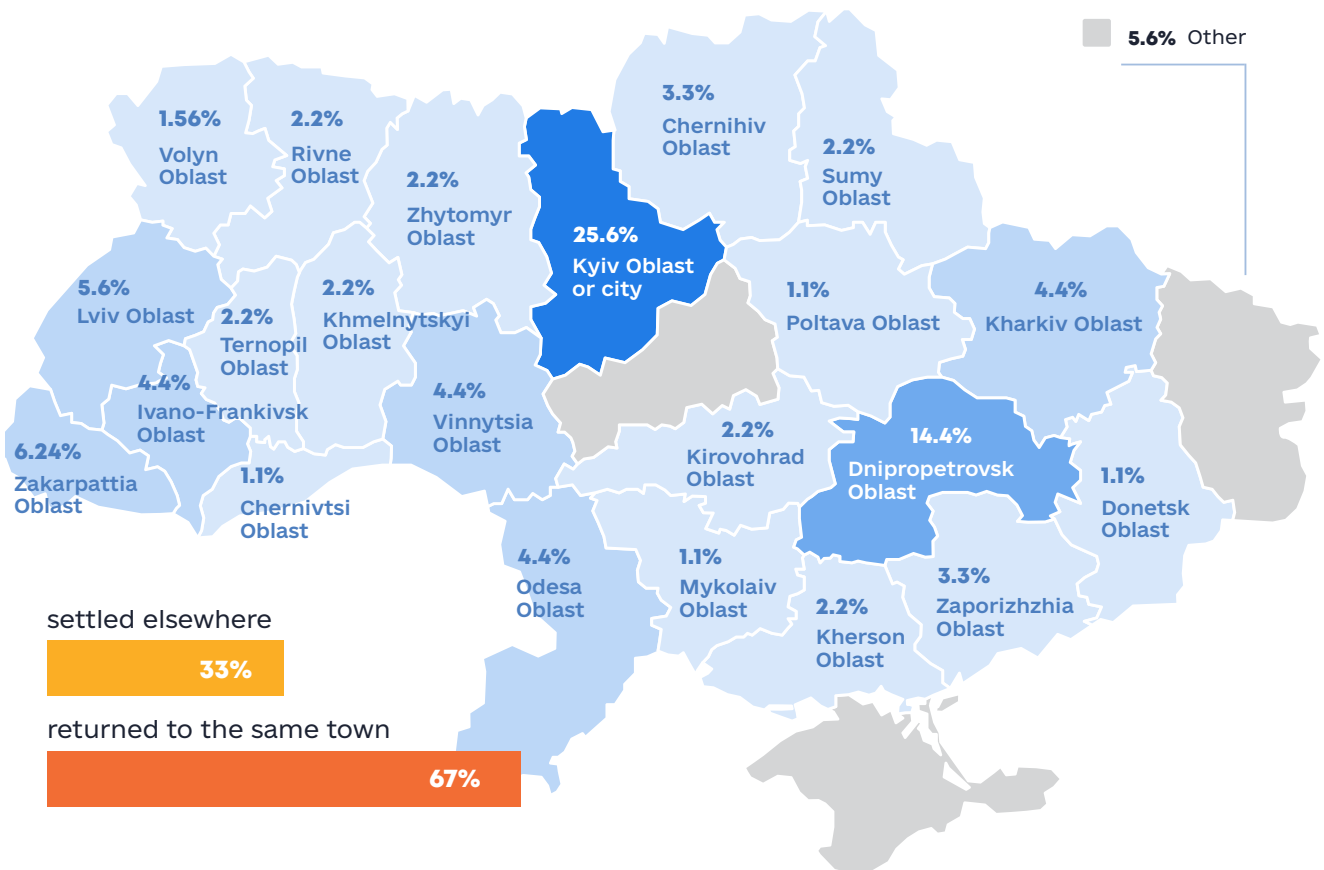 5.6% Other
3.3%
Chernihiv
Oblast
1.56%
Volyn
Oblast
2.2%
Rivne
Oblast
2.2%
Sumy
Oblast
2.2%
Zhytomyr
Oblast
25.6%
Kyiv Oblast
or city
5.6%
Lviv Oblast
2.2%
Ternopil
Oblast
2.2%
Khmelnytskyi
Oblast
1.1%
Poltava Oblast
4.4%
Kharkiv Oblast
4.4%
Ivano-Frankivsk
Oblast
4.4%
Vinnytsia
Oblast
2.2%
Kirovohrad
Oblast
14.4%
Dnipropetrovsk
Oblast
6.24%
Zakarpattia
Oblast
1.1%
Chernivtsi
Oblast
1.1%
Donetsk
Oblast
4.4%
Odesa
Oblast
1.1%
Mykolaiv
Oblast
2.2%
Kherson
Oblast
3.3%
Zaporizhzhia
Oblast
settled elsewhere
33%
returned to the same town
67%